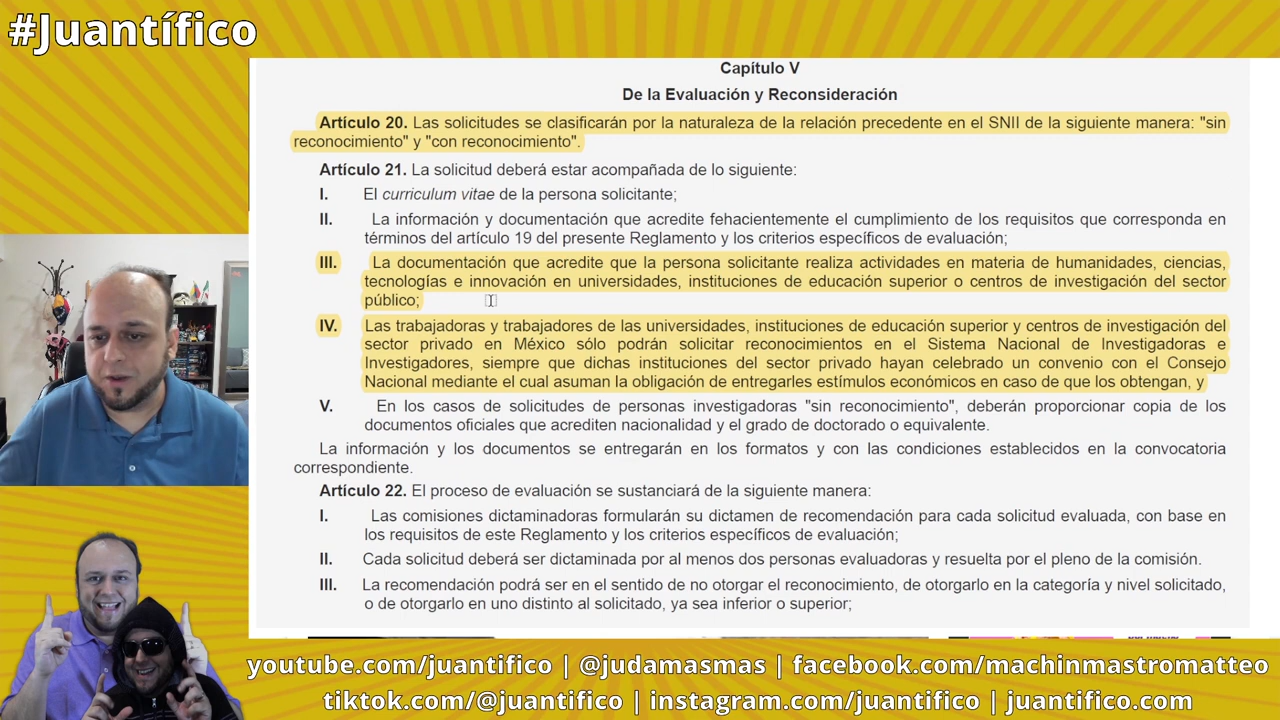 #Juantífico
Capítulo V
De la Evaluación y Reconsideración
Artículo 20. Las solicitudes se clasificarán por la naturaleza de la relación precedente en el SNII de la siguiente manera: "sin
reconocimiento" y "con reconocimiento".
Artículo 21. La solicitud deberá estar acompañada de lo siguiente:
I. El curriculum vitae de la persona solicitante;
II. La información y documentación que acredite fehacientemente el cumplimiento de los requisitos que corresponda en
términos del artículo 19 del presente Reglamento y los criterios específicos de evaluación;
III. La documentación que acredite que la persona solicitante realiza actividades en materia de humanidades, ciencias,
tecnologías e innovación en universidades, instituciones de educación superior o centros de investigación del sector
público;
IV. Las trabajadoras y trabajadores de las universidades, instituciones de educación superior y centros de investigación del
sector privado en México sólo podrán solicitar reconocimientos en el Sistema Nacional de Investigadoras e
Investigadores, siempre que dichas instituciones del sector privado hayan celebrado un convenio con el Consejo
Nacional mediante el cual asuman la obligación de entregarles estímulos económicos en caso de que los obtengan, y
V. En los casos de solicitudes de personas investigadoras "sin reconocimiento", deberán proporcionar copia de los
documentos oficiales que acrediten nacionalidad y el grado de doctorado o equivalente.
La información y los documentos se entregarán en los formatos y con las condiciones establecidos en la convocatoria
correspondiente.
Artículo 22. El proceso de evaluación se sustanciará de la siguiente manera:
I. Las comisiones dictaminadoras formularán su dictamen de recomendación para cada solicitud evaluada, con base en
los requisitos de este Reglamento y los criterios específicos de evaluación;
II. Cada solicitud deberá ser dictaminada por al menos dos personas evaluadoras y resuelta por el pleno de la comisión.
III. La recomendación podrá ser en el sentido de no otorgar el reconocimiento, de otorgarlo en la categoría y nivel solicitado,
o de otorgarlo en uno distinto al solicitado, ya sea inferior o superior;
youtube.com/juantifico | @judamasmas | facebook.com/machinmastromatteo
tiktok.com/@juantifico | instagram.com/juantifico | juantifico.com